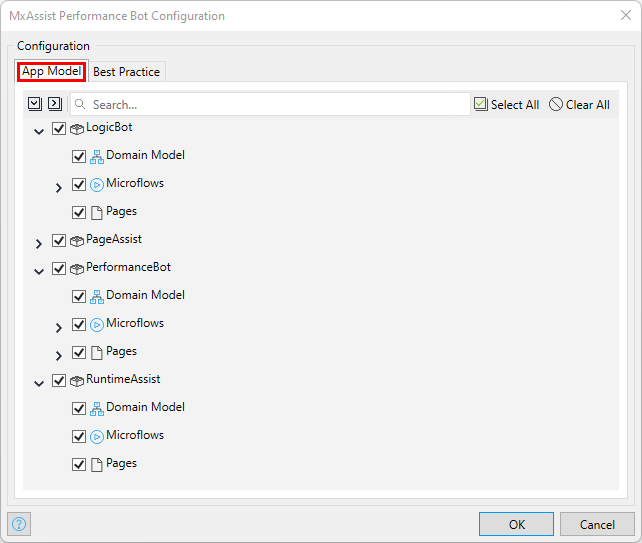 MxAssist Performance Bot Configuration
Configuration
App Model Best Practice
Search... Select All Clear All
LogicBot
Domain Model
Microflows
Pages
PageAssist
PerformanceBot
Domain Model
Microflows
Pages
RuntimeAssist
Domain Model
Microflows
Pages
? OK Cancel